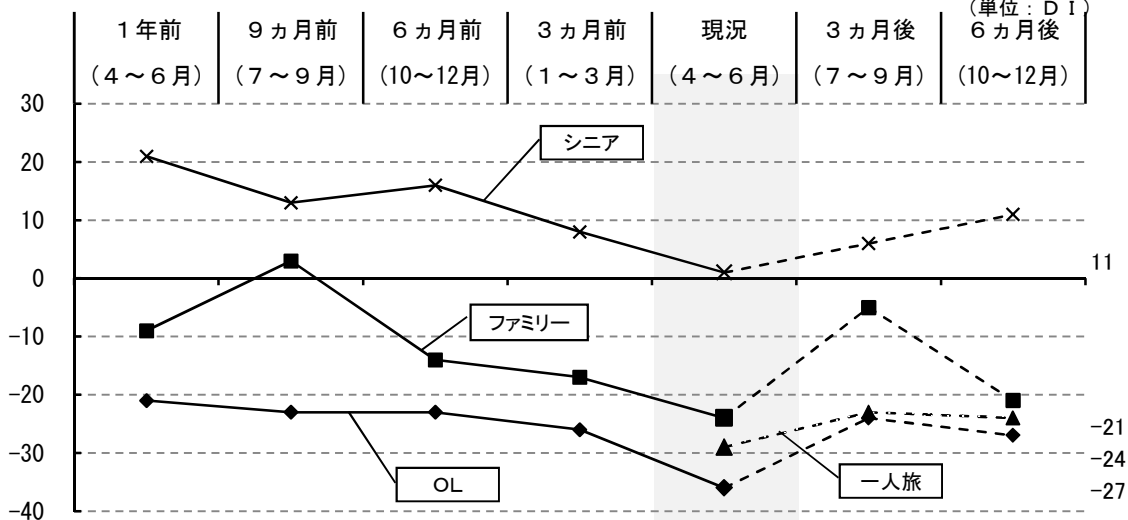 (単位：ＤＩ)
１年前 ９ヵ月前 ６ヵ月前 ３ヵ月前 現況 ３ヵ月後 ６ヵ月後
(４～６月) (７～９月) (10～12月) (１～３月) (４～６月) (７～９月) (10～12月)
30
シニア
20
10
0
11
ファミリー
-10
-20
-21
-24
-30
OL
一人旅
-27
-40